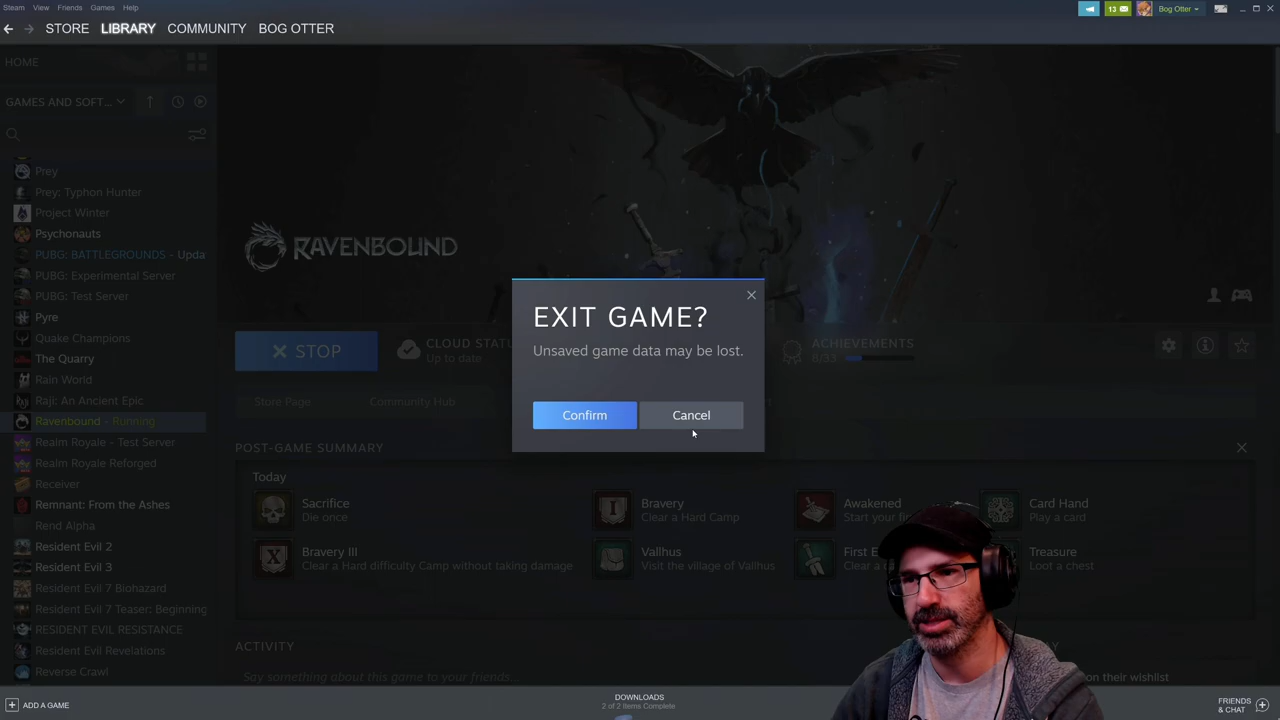 Steam View Friends Games Help
13 Bog Otter
STORE LIBRARY COMMUNITY BOG OTTER
HOME
GAMES AND SOFT...
Prey
Prey: Typhon Hunter
Project Winter
Psychonauts
PUBG: BATTLEGROUNDS - Upda
PUBG: Experimental Server
PUBG: Test Server
Pyre
Quake Champions
The Quarry
Rain World
Raji: An Ancient Epic
Ravenbound - Running
Realm Royale - Test Server
Realm Royale Reforged
Receiver
Remnant: From the Ashes
Rend Alpha
Resident Evil 2
Resident Evil 3
Resident Evil 7 Biohazard
Resident Evil 7 Teaser: Beginning
RESIDENT EVIL RESISTANCE
Resident Evil Revelations
Reverse Crawl
RAVENBOUND
STOP
CLOUD STATU
Up to date
ACHIEVEMENTS
8/33
Store Page Community Hub
EXIT GAME?
Unsaved game data may be lost.
Confirm Cancel
POST-GAME SUMMARY
Today
Sacrifice
Die once
Bravery
Clear a Hard Camp
Awakened
Start your fi
Card Hand
Play a card
Bravery III
Clear a Hard difficulty Camp without taking damage
Vallhus
Visit the village of Vallhus
First E
Clear a
Treasure
Loot a chest
ACTIVITY
Say something about this game to your friends...
on their wishlist
ADD A GAME
DOWNLOADS
2 of 2 Items Complete
FRIENDS
& CHAT